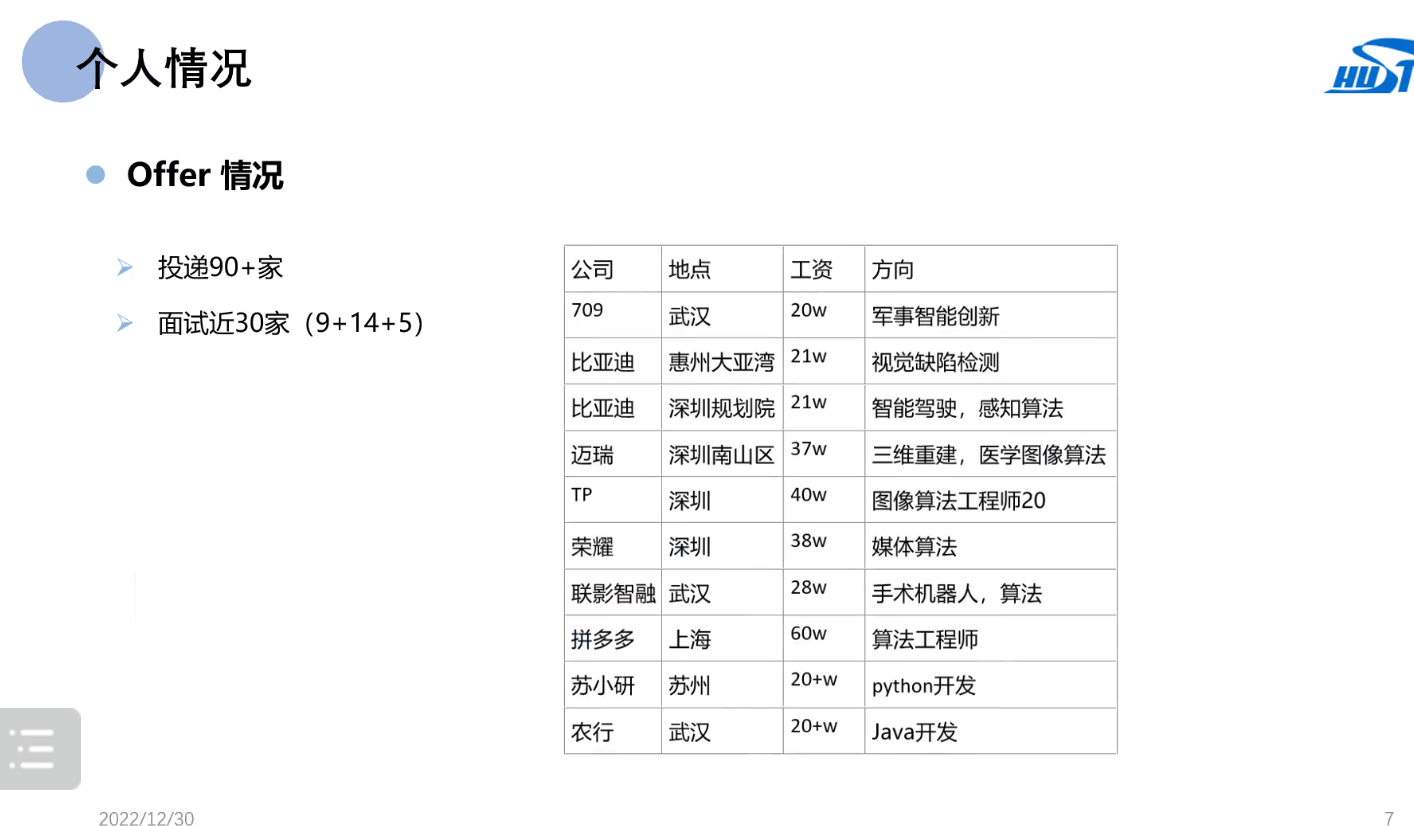 个人情况
HUST
Offer 情况
投递90+家
面试近30家（9+14+5）
公司 地点 工资 方向
709 武汉 20w 军事智能创新
比亚迪 惠州大亚湾 21w 视觉缺陷检测
比亚迪 深圳规划院 21w 智能驾驶，感知算法
迈瑞 深圳南山区 37w 三维重建，医学图像算法
TP 深圳 40w 图像算法工程师20
荣耀 深圳 38w 媒体算法
联影智融 武汉 28w 手术机器人，算法
拼多多 上海 60w 算法工程师
苏小研 苏州 20+w python开发
农行 武汉 20+w Java开发
2022/12/30
7